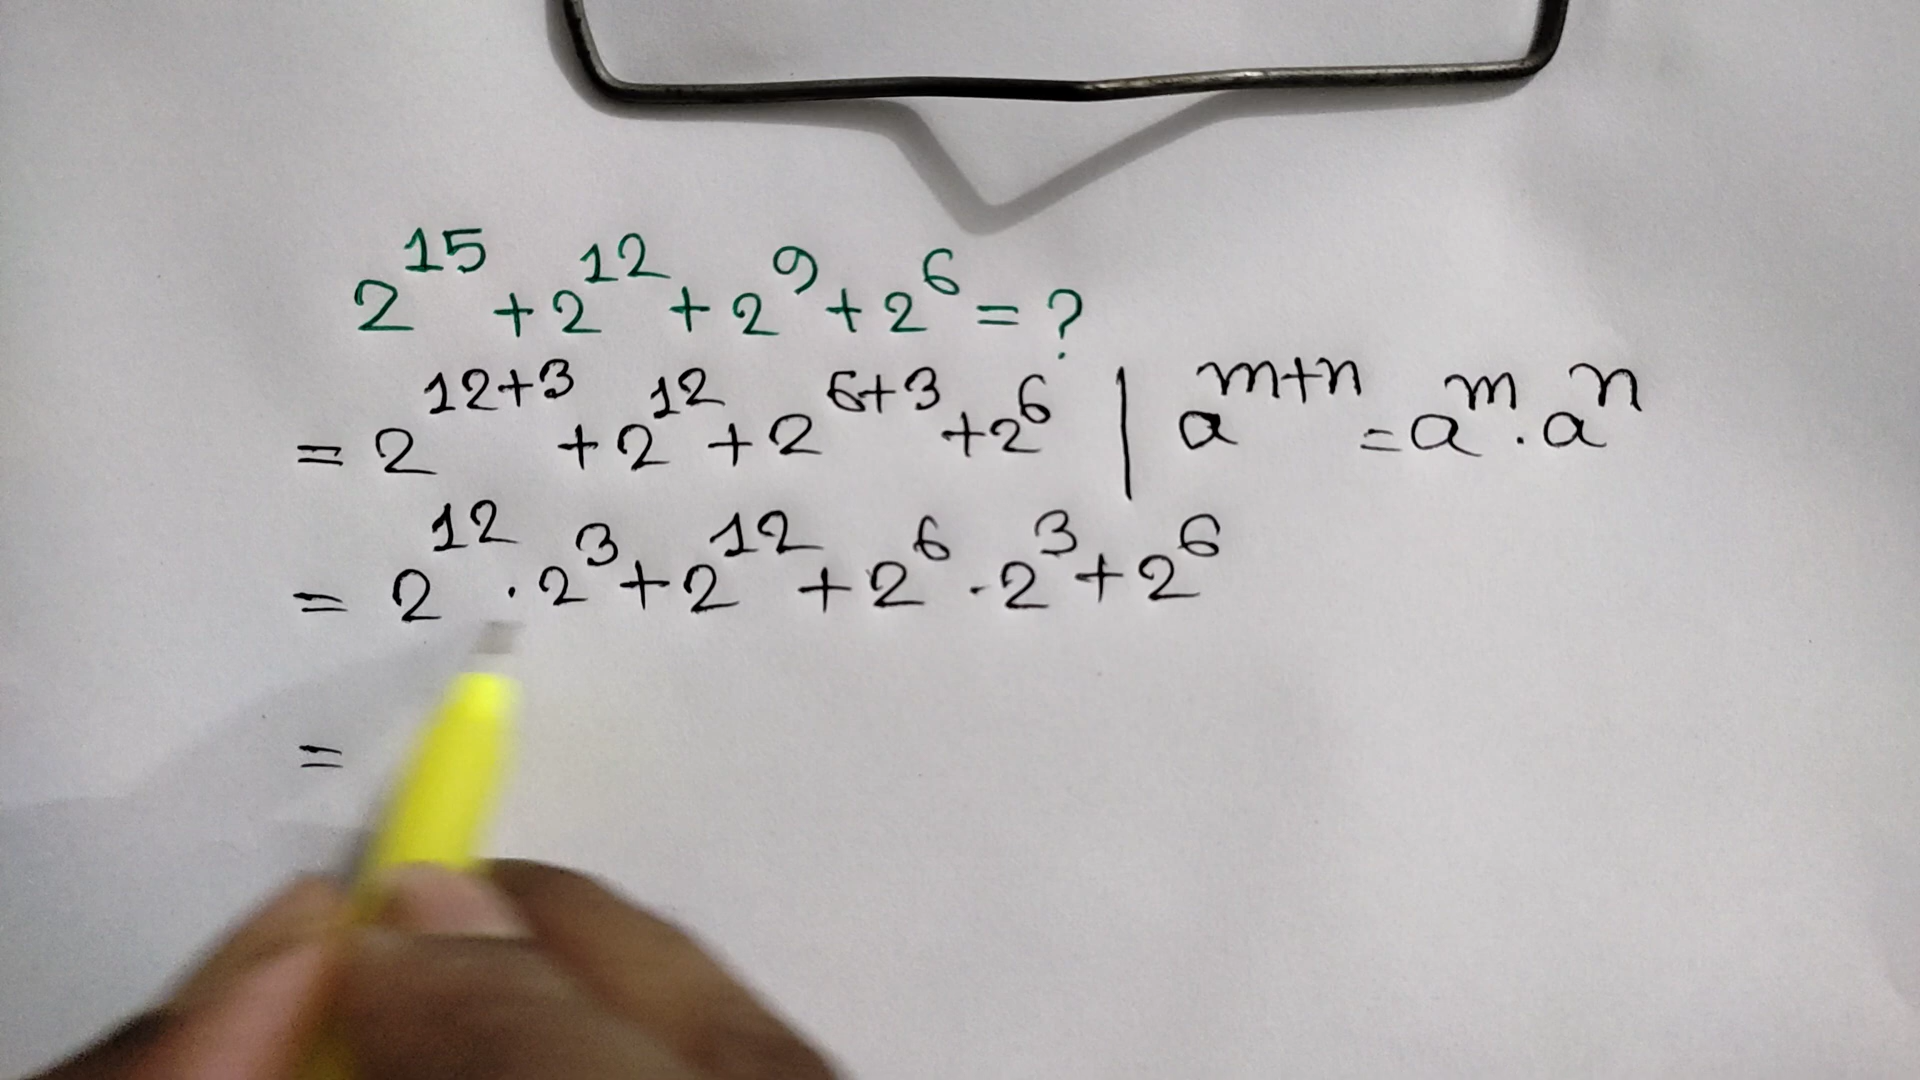 2^15 + 2^12 + 2^9 + 2^6 = ?
= 2^12+3 + 2^12 + 2^6+3 + 2^6 | a^m+n = a^m . a^n
= 2^12 . 2^3 + 2^12 + 2^6 . 2^3 + 2^6
=